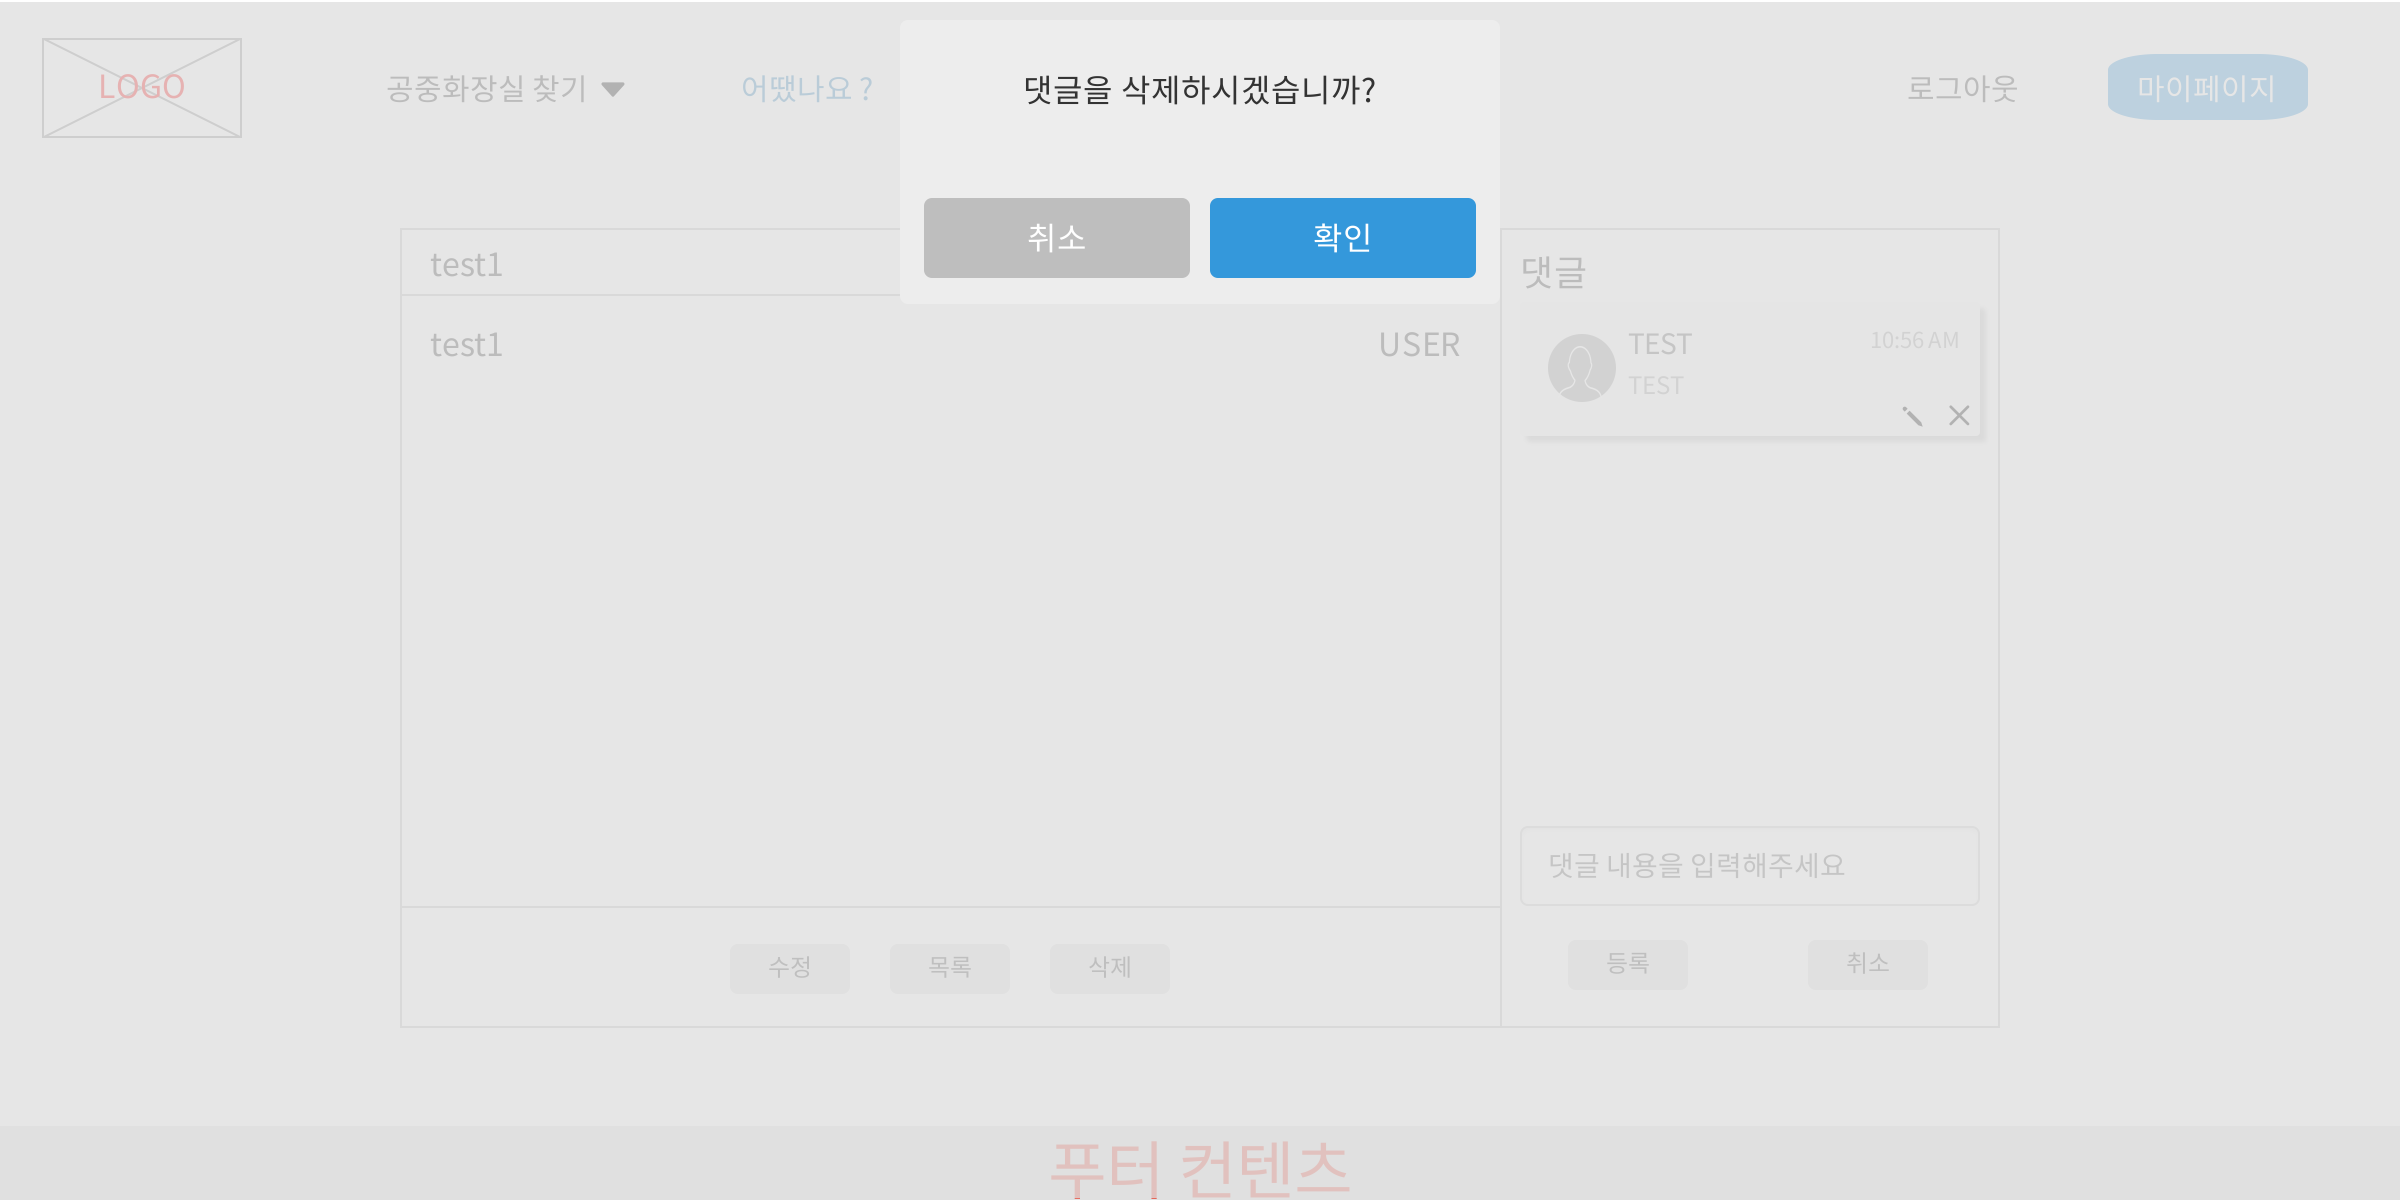 LOGO
공중화장실 찾기
어땠나요 ?
로그아웃
마이페이지
댓글을 삭제하시겠습니까?
취소
확인
test1
test1
USER
수정
목록
삭제
댓글
TEST
10:56 AM
TEST
댓글 내용을 입력해주세요
등록
취소
푸터 컨텐츠